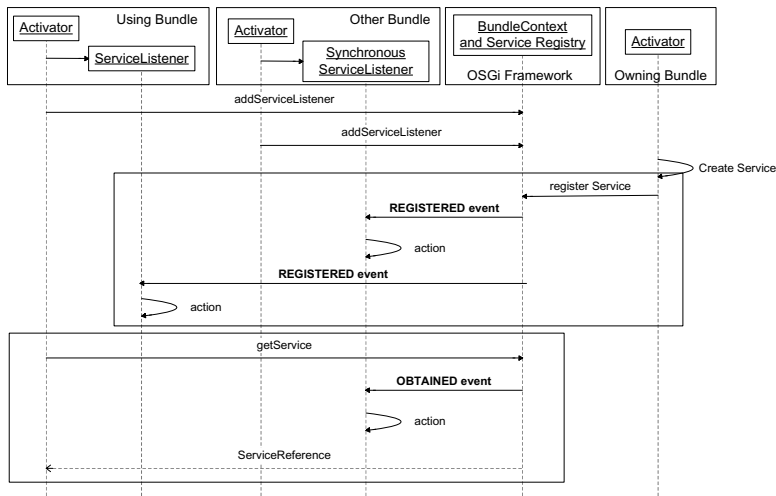 Using Bundle
Activator
ServiceListener
Other Bundle
Activator
Synchronous
ServiceListener
BundleContext
and Service Registry
OSGi Framework
Activator
Owning Bundle
addServiceListener
addServiceListener
Create Service
register Service
REGISTERED event
action
REGISTERED event
action
getService
OBTAINED event
action
ServiceReference